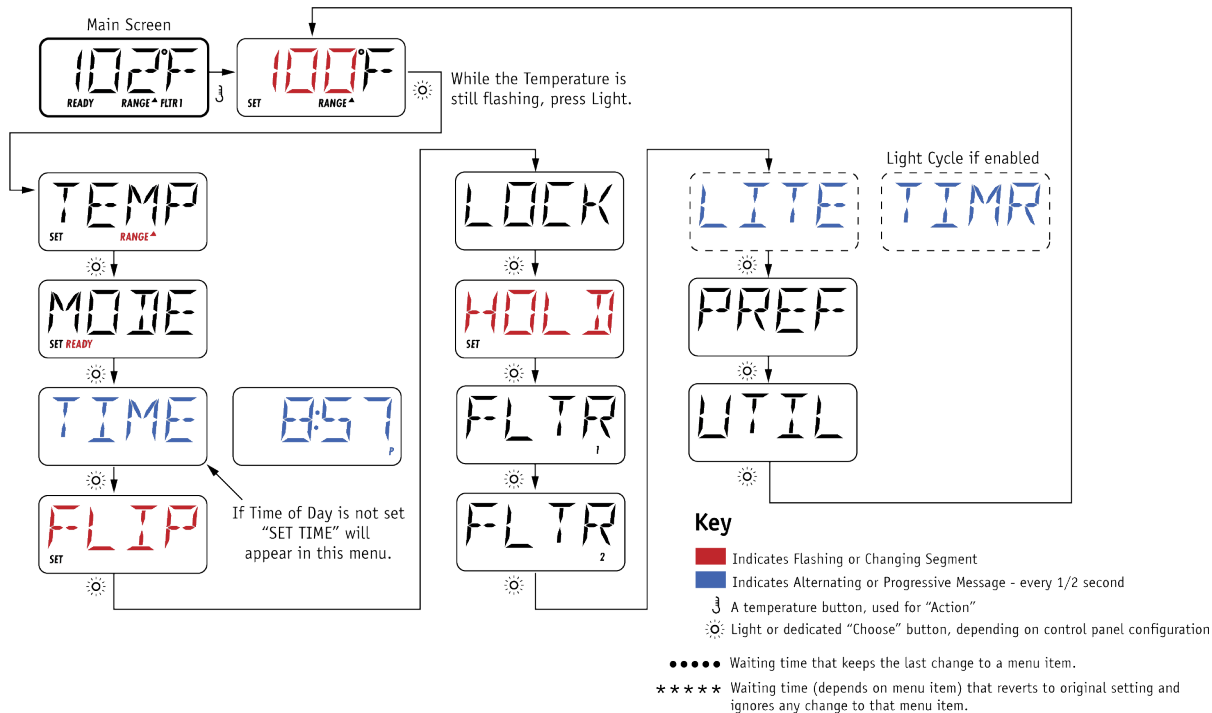 Main Screen
102°F
READY RANGE FLTR1
100°F
SET RANGE
While the Temperature is
still flashing, press Light.
TEMP
SET RANGE
MODE
SET READY
TIME
8:57
P
If Time of Day is not set
“SET TIME” will
appear in this menu.
FLIP
SET
LOCK
HOLD
SET
FLTR
1
FLTR
2
Light Cycle if enabled
LITE
TIMR
PREF
UTIL
Key
Indicates Flashing or Changing Segment
Indicates Alternating or Progressive Message - every 1/2 second
A temperature button, used for “Action”
Light or dedicated “Choose” button, depending on control panel configuration
Waiting time that keeps the last change to a menu item.
***** Waiting time (depends on menu item) that reverts to original setting and
ignores any change to that menu item.